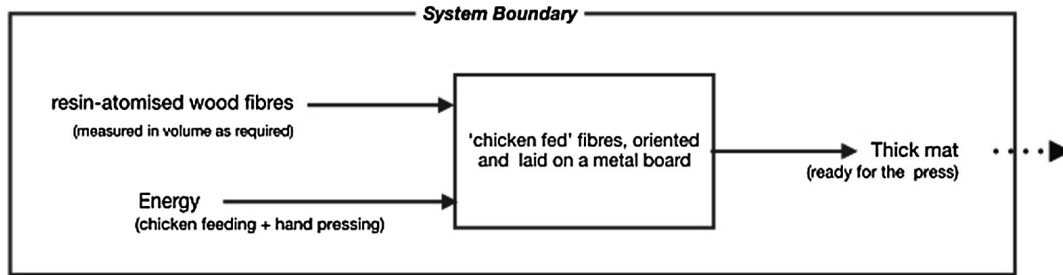 System Boundary
resin-atomised wood fibres
(measured in volume as required)
'chicken fed' fibres, oriented
and laid on a metal board
Thick mat
(ready for the press)
Energy
(chicken feeding + hand pressing)